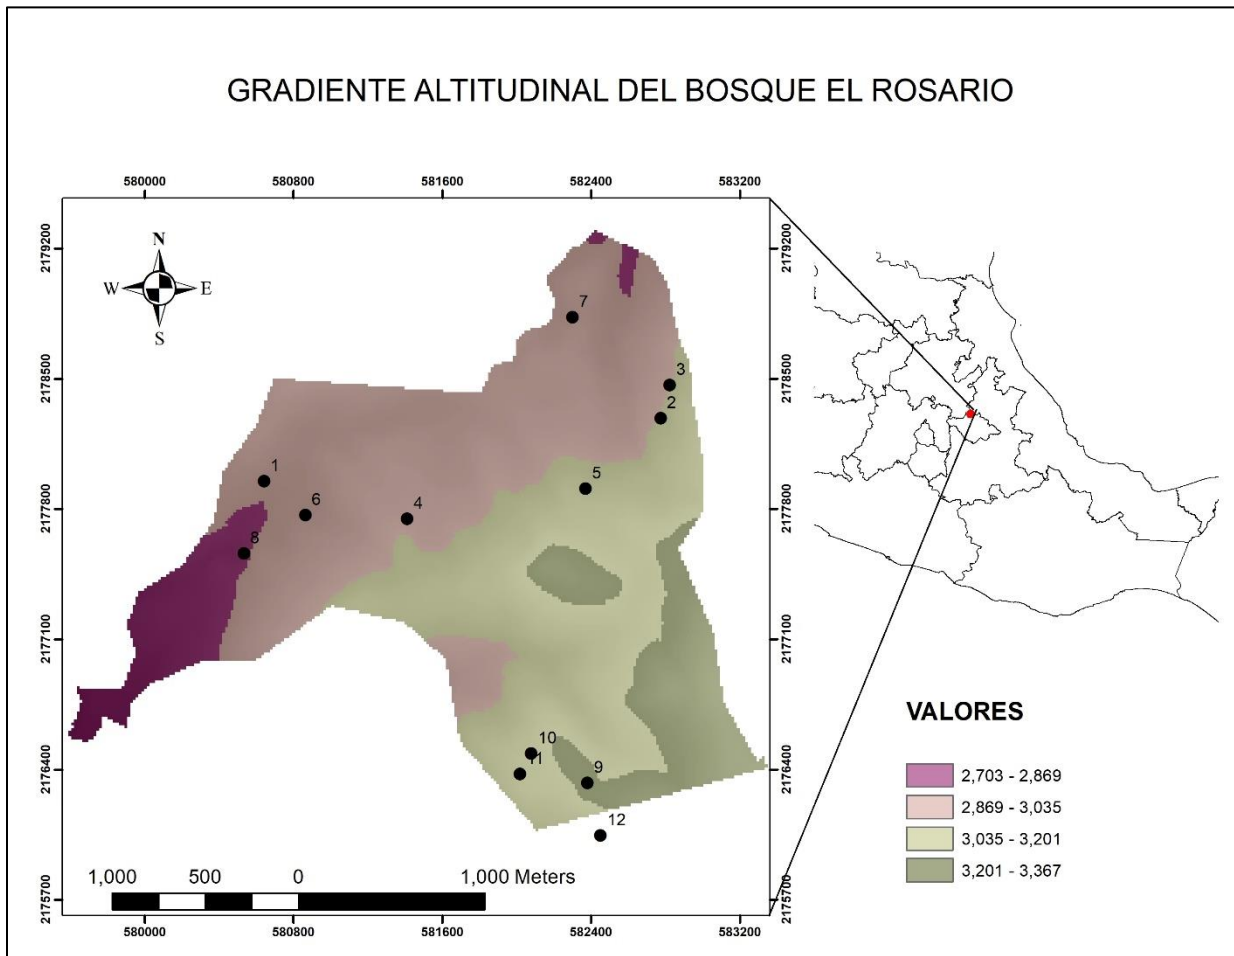 GRADIENTE ALTITUDINAL DEL BOSQUE EL ROSARIO
580000 580800 581600 582400 583200
2179200 2179200
N
W E
S
7
2178500 2178500
3
2
1
5
2177800 6 4 2177800
8
2177100 2177100
10
2176400 11 9 2176400
12
1,000 500 0 1,000 Meters
2175700 2175700
580000 580800 581600 582400 583200
VALORES
2,703 - 2,869
2,869 - 3,035
3,035 - 3,201
3,201 - 3,367